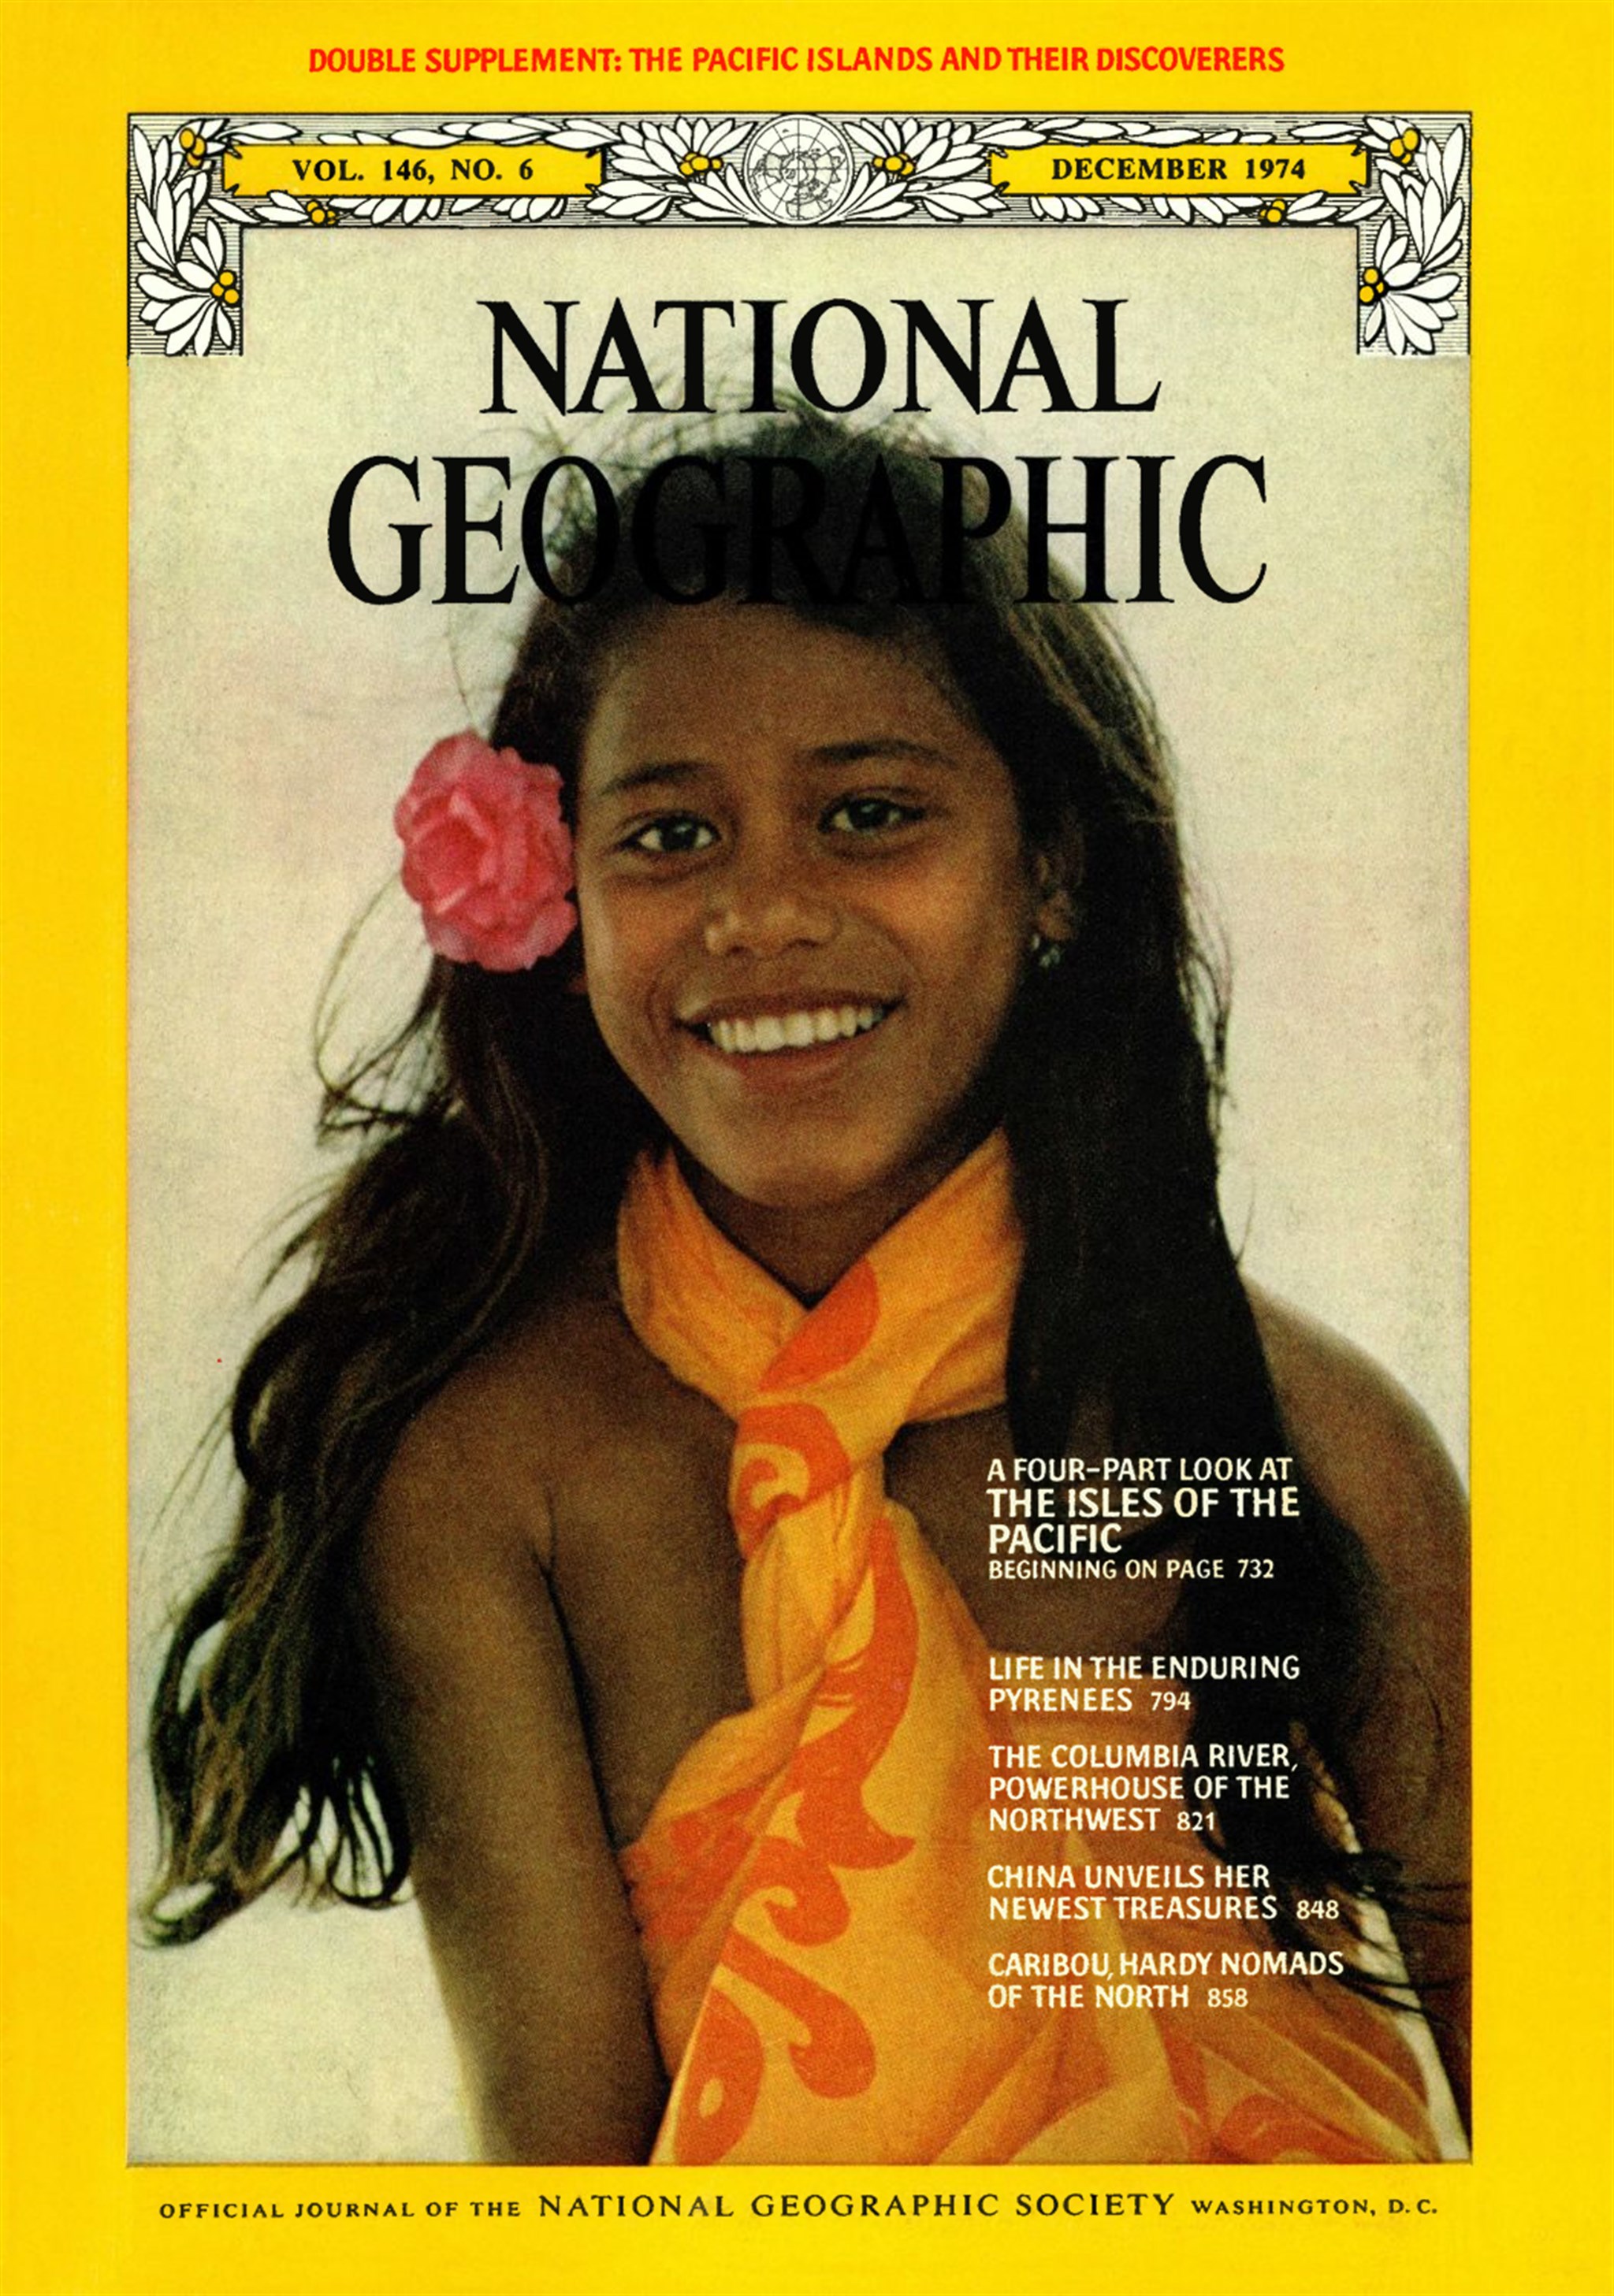 DOUBLE SUPPLEMENT: THE PACIFIC ISLANDS AND THEIR DISCOVERERS
VOL. 146, NO. 6
DECEMBER 1974
NATIONAL
GEOGRAPHIC
A FOUR-PART LOOK AT
THE ISLES OF THE
PACIFIC
BEGINNING ON PAGE 732
LIFE IN THE ENDURING
PYRENEES 794
THE COLUMBIA RIVER,
POWERHOUSE OF THE
NORTHWEST 821
CHINA UNVEILS HER
NEWEST TREASURES 848
CARIBOU, HARDY NOMADS
OF THE NORTH 858
OFFICIAL JOURNAL OF THE NATIONAL GEOGRAPHIC SOCIETY WASHINGTON, D.C.